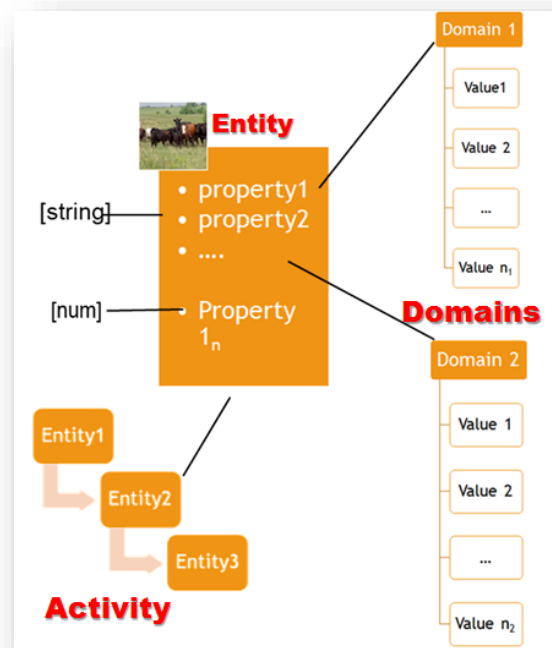 Domain 1
Value1
Value 2
...
Value n₁
Entity
• property1
• property2
• ....
• Property
1ₙ
[string]
[num]
Domains
Domain 2
Value 1
Value 2
...
Value n₂
Entity1
Entity2
Entity3
Activity